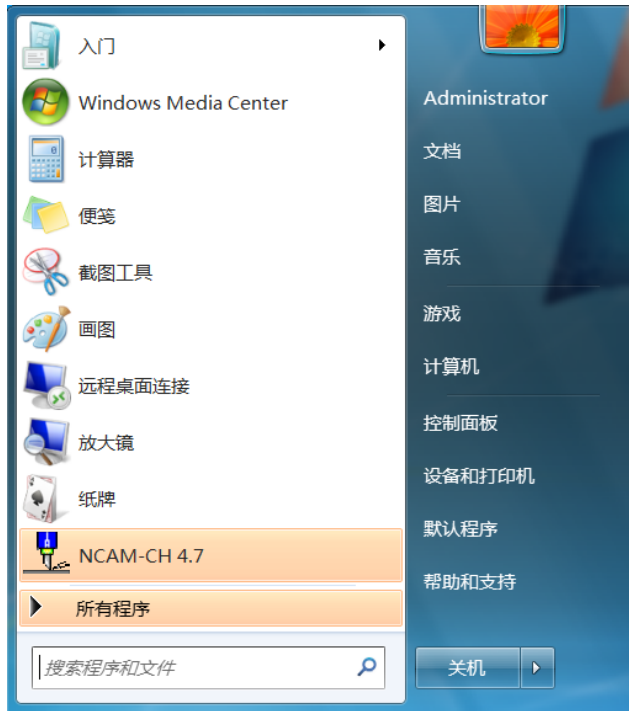 入门
Windows Media Center
计算器
便笺
截图工具
画图
远程桌面连接
放大镜
纸牌
NCAM-CH 4.7
所有程序
搜索程序和文件
Administrator
文档
图片
音乐
游戏
计算机
控制面板
设备和打印机
默认程序
帮助和支持
关机